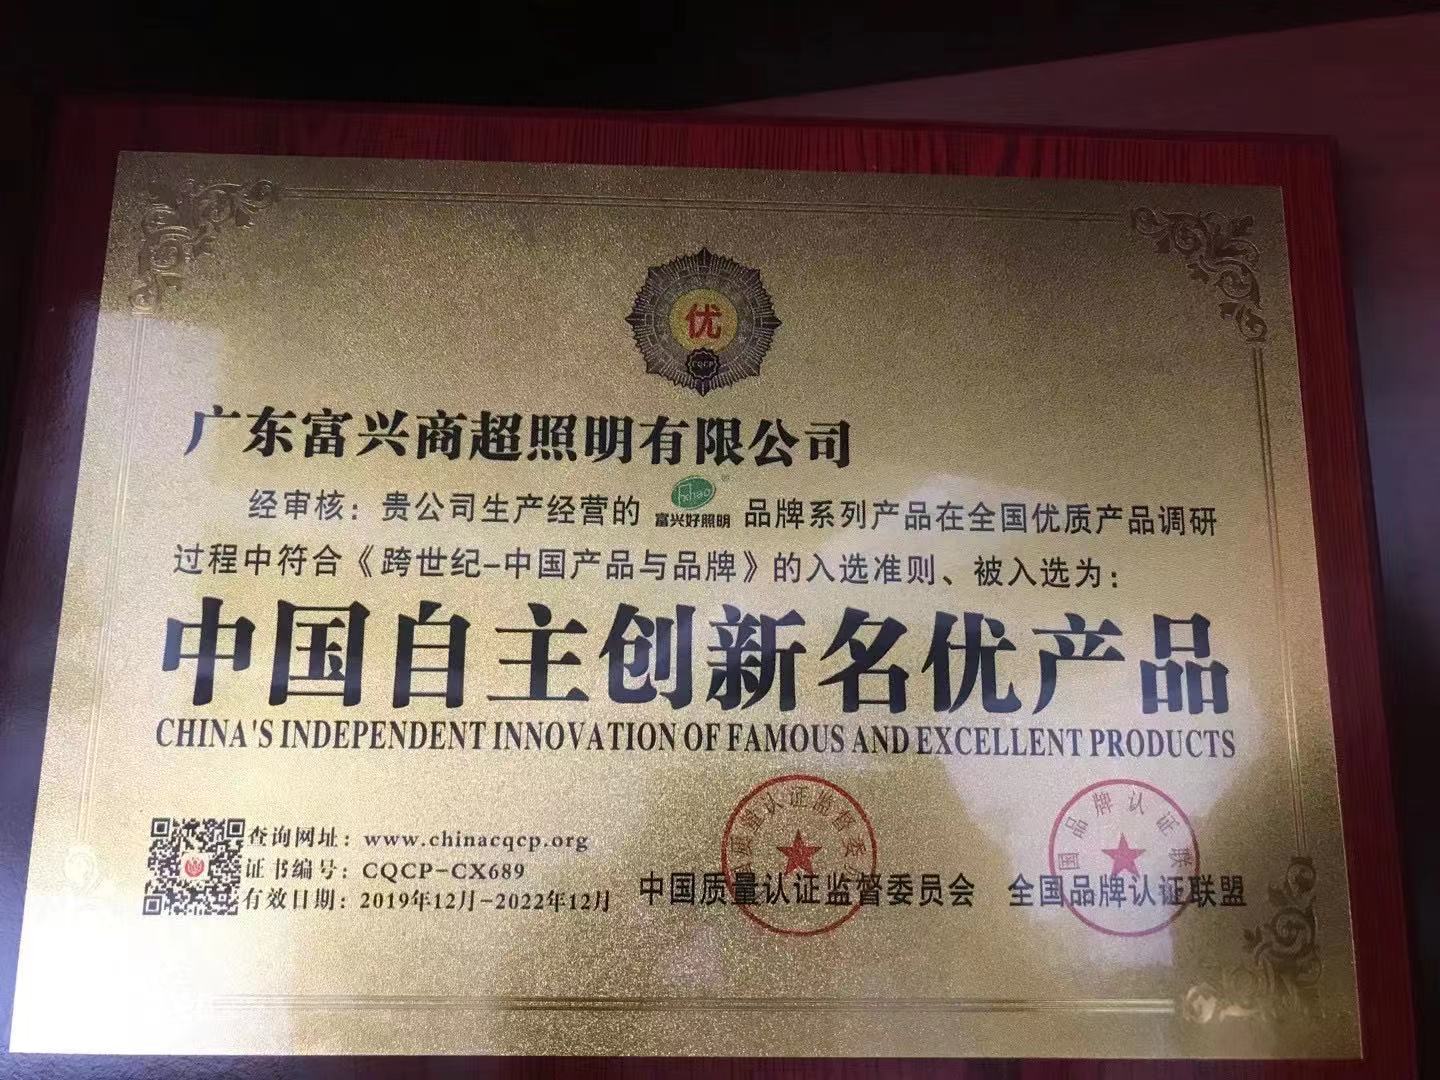 优
CQCP
广东富兴商超照明有限公司
fxhao®
富兴好照明
经审核：贵公司生产经营的 品牌系列产品在全国优质产品调研
过程中符合《跨世纪-中国产品与品牌》的入选准则、被入选为：
中国自主创新名优产品
CHINA'S INDEPENDENT INNOVATION OF FAMOUS AND EXCELLENT PRODUCTS
查询网址：www.chinacqcp.org
证书编号：CQCP-CX689
有效日期：2019年12月-2022年12月
中国质量认证监督委员会
全国品牌认证联盟